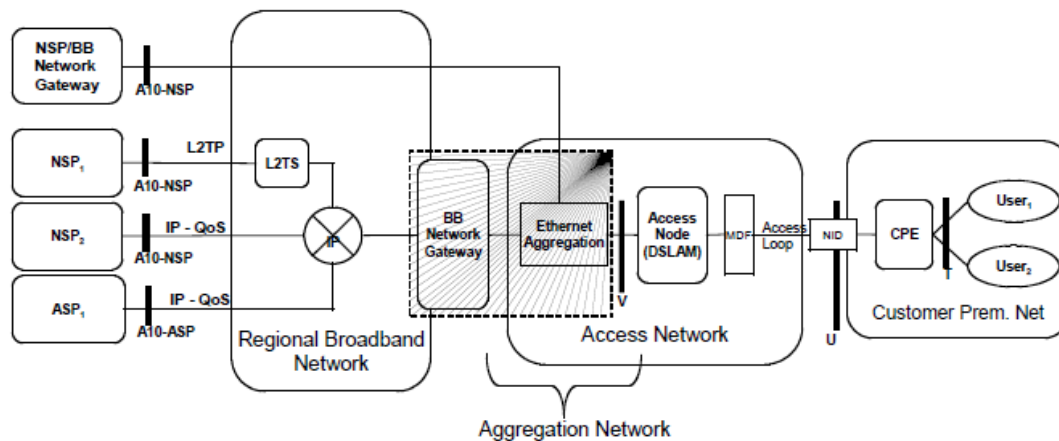 NSP/BB
Network
Gateway
A10-NSP
NSP1
L2TP
A10-NSP
L2TS
NSP2
IP - QoS
A10-NSP
IP
ASP1
IP - QoS
A10-ASP
Regional Broadband
Network
BB
Network
Gateway
Ethernet
Aggregation
V
Access
Node
(DSLAM)
MDF
Access
Loop
Access Network
Aggregation Network
NID
U
CPE
T
User1
User2
Customer Prem. Net